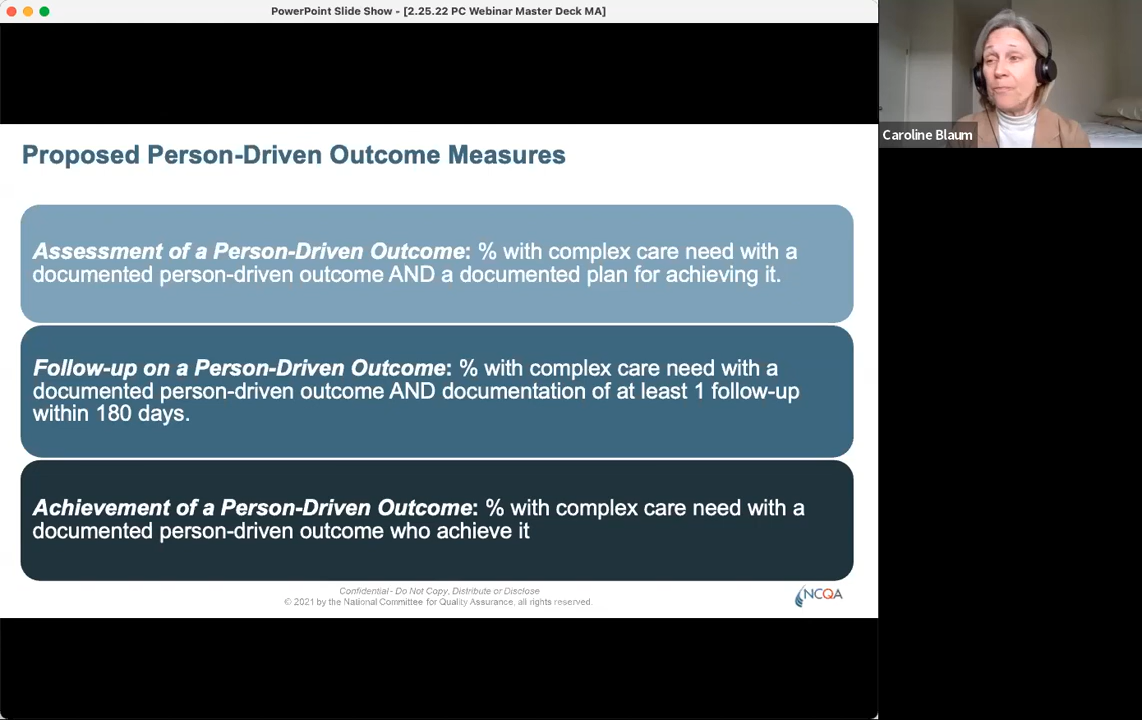 PowerPoint Slide Show - [2.25.22 PC Webinar Master Deck MA]
Caroline Blaum
Proposed Person-Driven Outcome Measures
Assessment of a Person-Driven Outcome: % with complex care need with a
documented person-driven outcome AND a documented plan for achieving it.
Follow-up on a Person-Driven Outcome: % with complex care need with a
documented person-driven outcome AND documentation of at least 1 follow-up
within 180 days.
Achievement of a Person-Driven Outcome: % with complex care need with a
documented person-driven outcome who achieve it
Confidential - Do Not Copy, Distribute or Disclose
© 2021 by the National Committee for Quality Assurance, all rights reserved.
NCQA